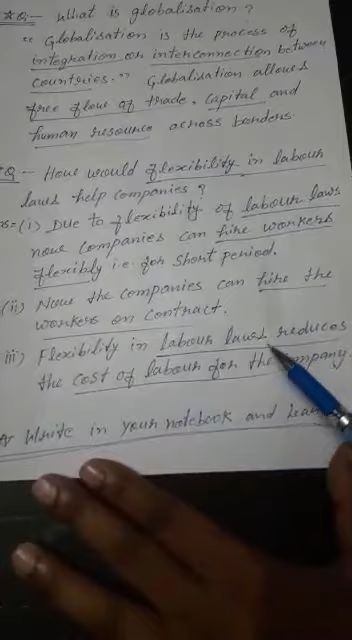 * Q:- What is globalisation?
"Globalisation is the process of
integration or interconnection between
countries." Globalisation allows
free flow of trade, capital and
human resource across borders.
Q - How would flexibility in labour
laws help companies?
ns:- (i) Due to flexibility of labour laws
now companies can hire workers
flexibly i.e. for short period.
(ii) Now the companies can hire the
workers on contract.
iii) Flexibility in labour laws reduces
the cost of labour for the company.
Write in your notebook and